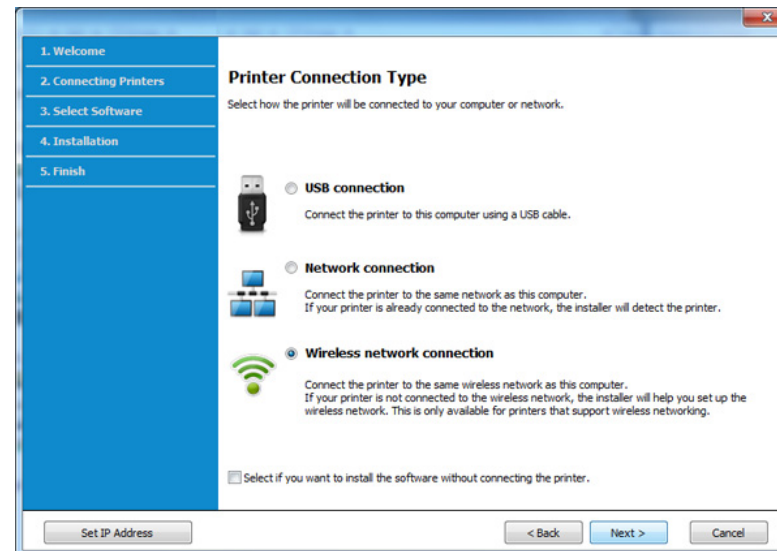 1. Welcome
2. Connecting Printers
3. Select Software
4. Installation
5. Finish
Printer Connection Type
Select how the printer will be connected to your computer or network.
USB connection
Connect the printer to this computer using a USB cable.
Network connection
Connect the printer to the same network as this computer.
If your printer is already connected to the network, the installer will detect the printer.
Wireless network connection
Connect the printer to the same wireless network as this computer.
If your printer is not connected to the wireless network, the installer will help you set up the
wireless network. This is only available for printers that support wireless networking.
Select if you want to install the software without connecting the printer.
Set IP Address
< Back
Next >
Cancel